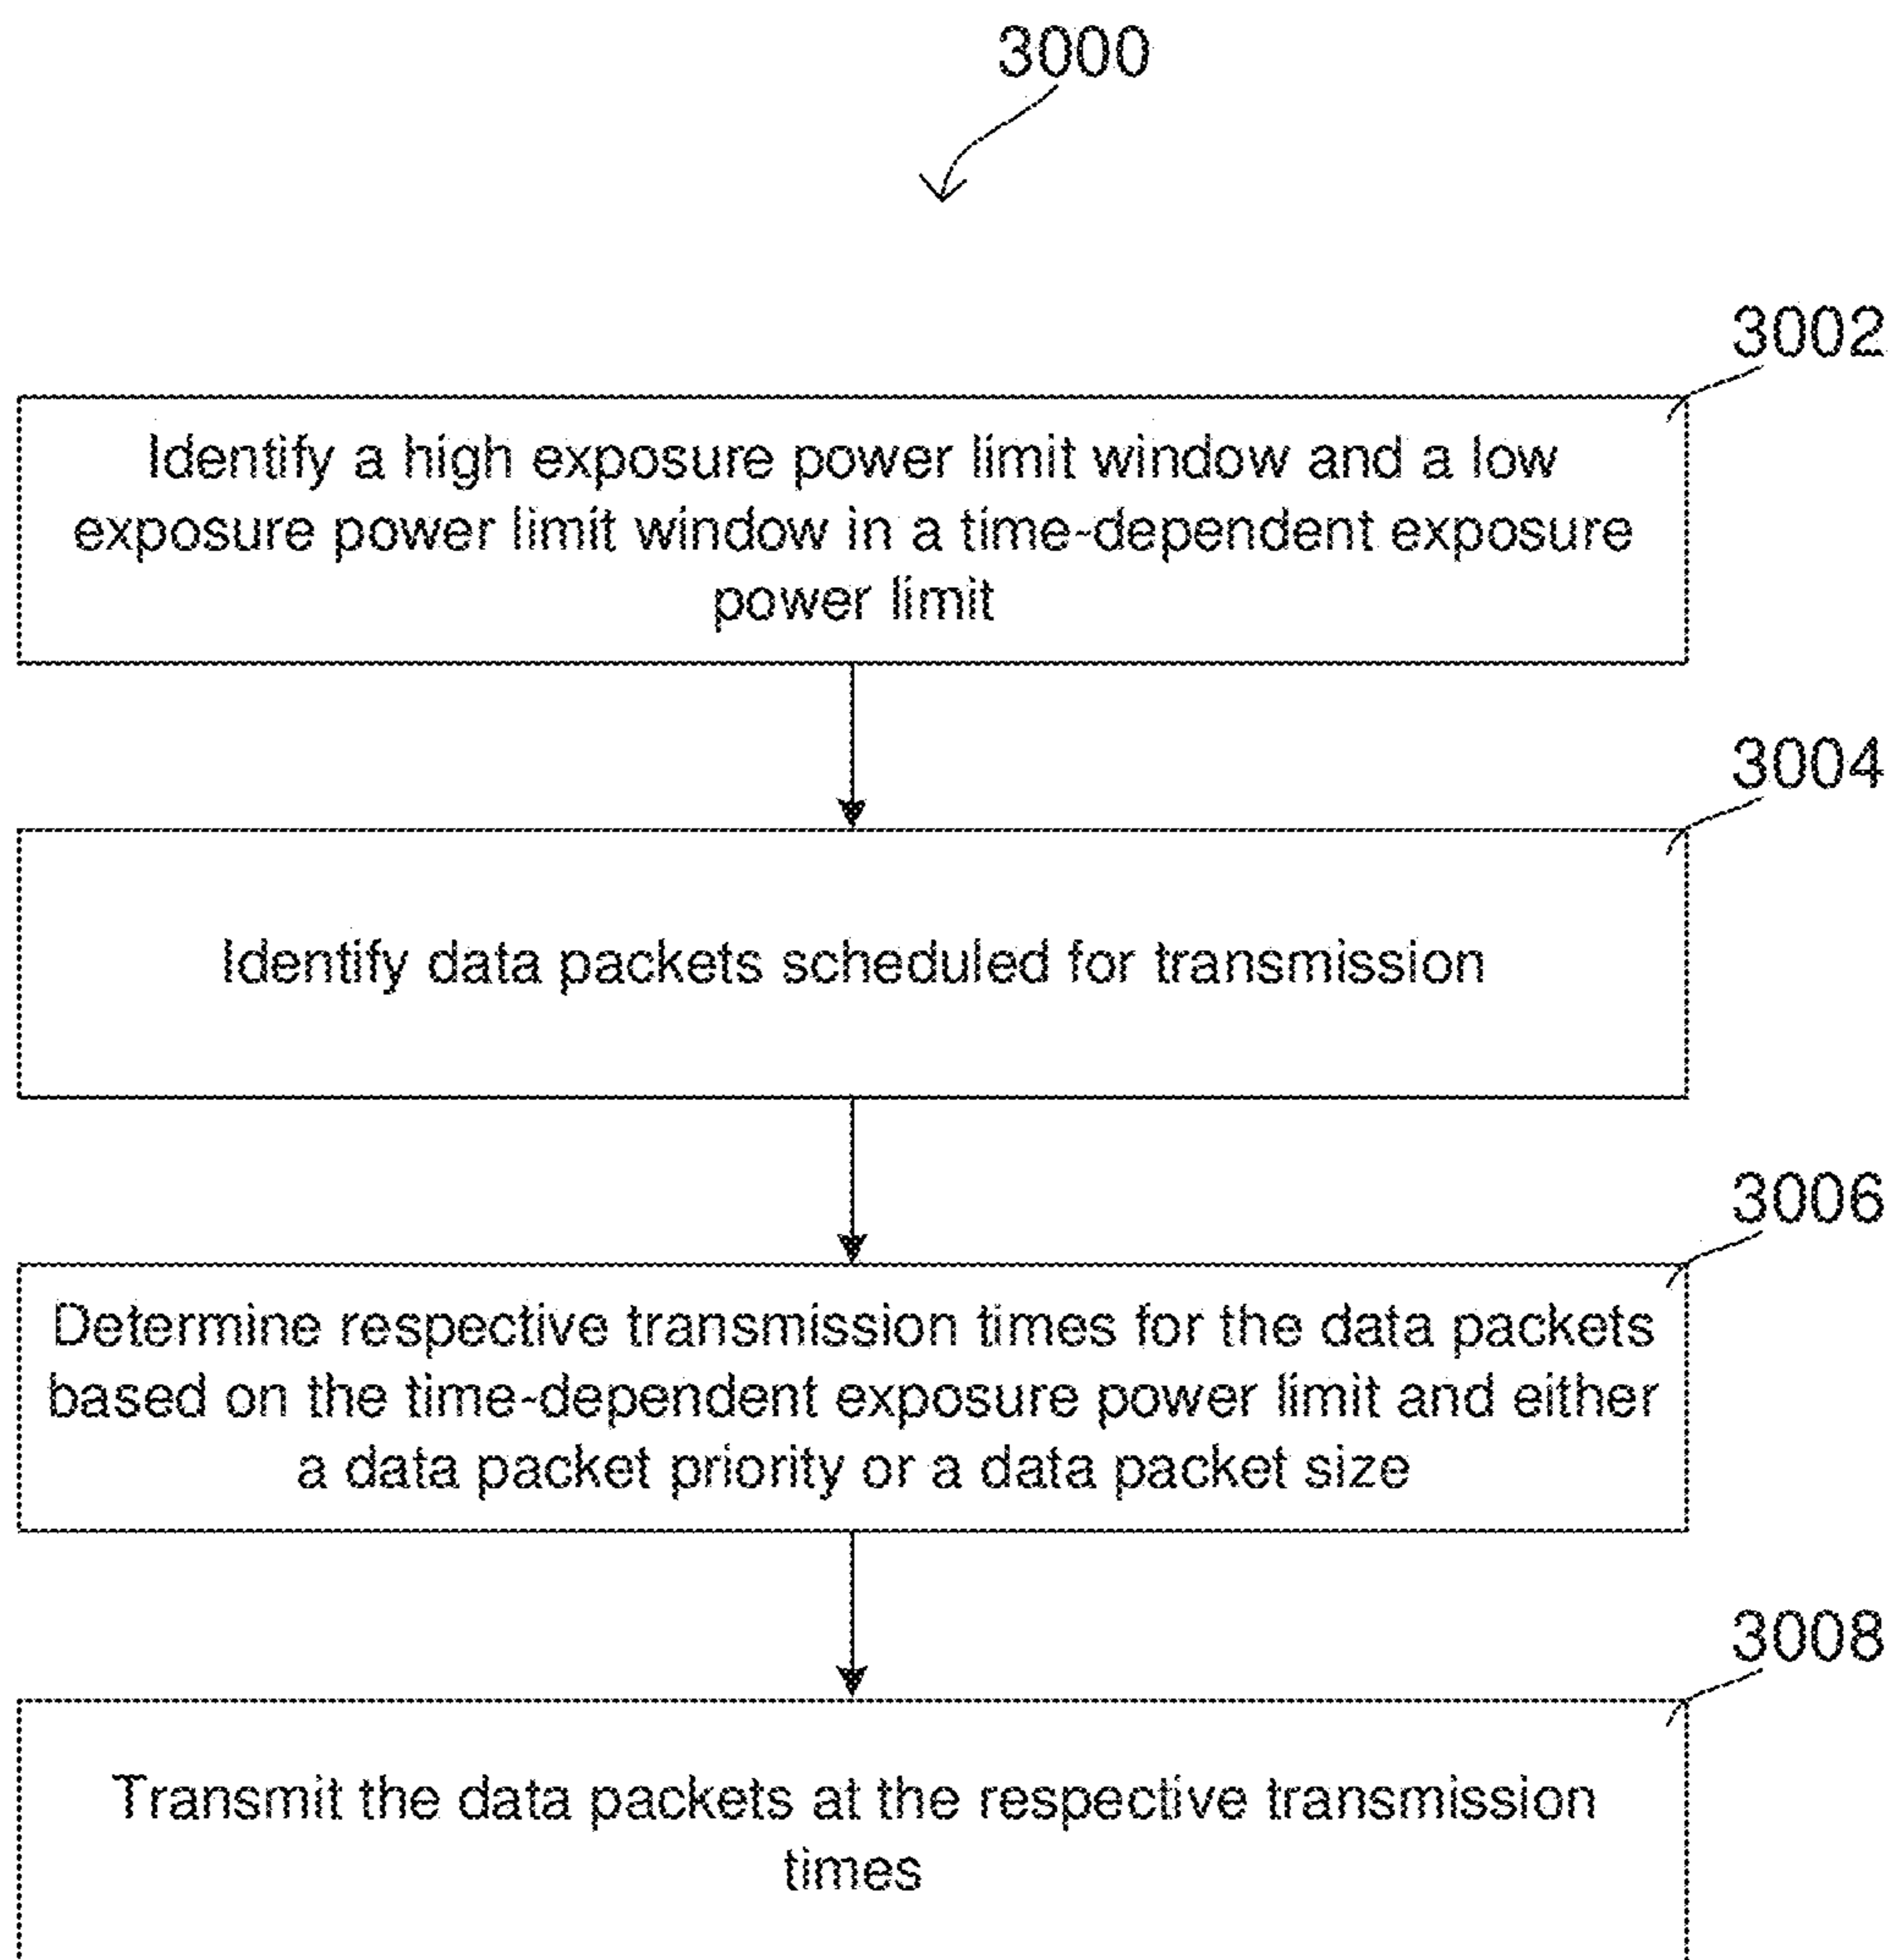 3000
3002
Identify a high exposure power limit window and a low
exposure power limit window in a time-dependent exposure
power limit
3004
Identify data packets scheduled for transmission
3006
Determine respective transmission times for the data packets
based on the time-dependent exposure power limit and either
a data packet priority or a data packet size
3008
Transmit the data packets at the respective transmission
times